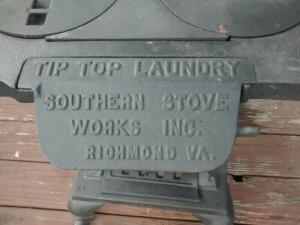 TIP TOP LAUNDRY
SOUTHERN STOVE
WORKS INC.
RICHMOND VA.